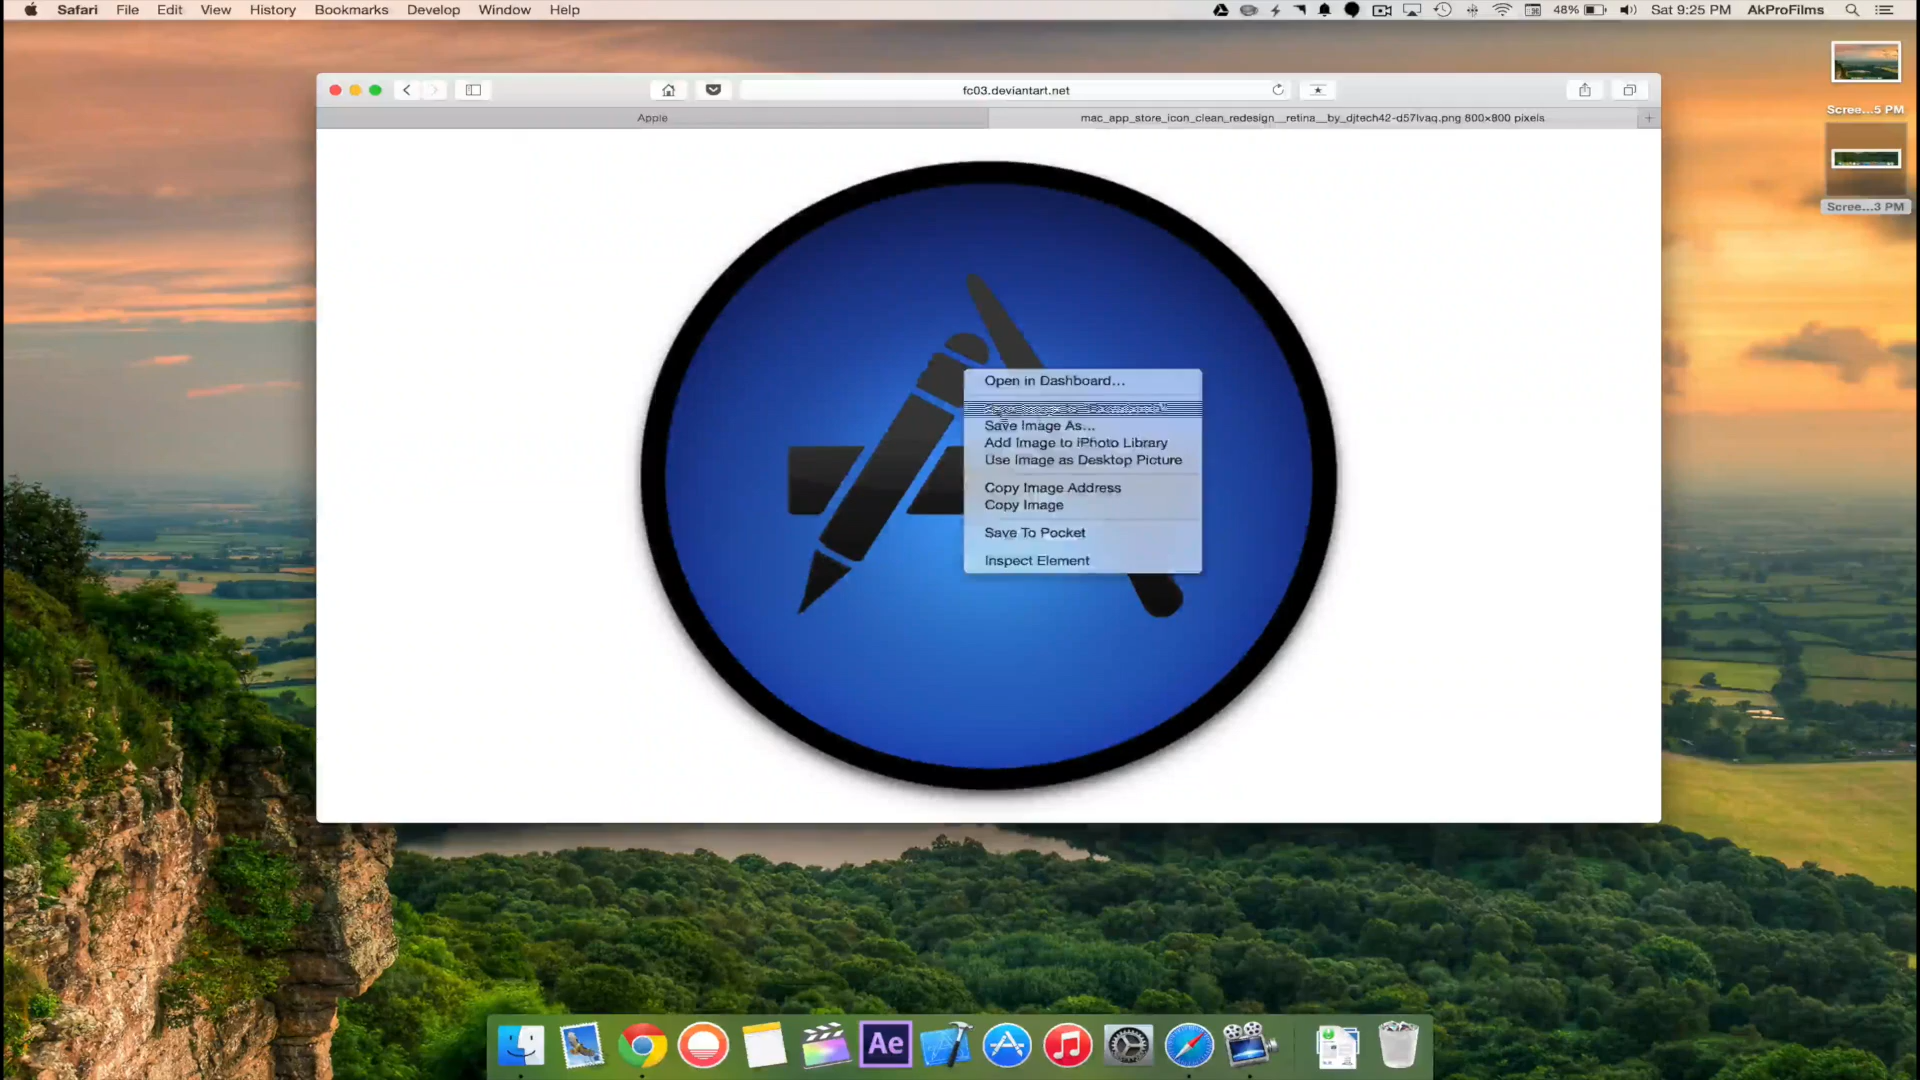 Safari File Edit View History Bookmarks Develop Window Help 48% Sat 9:25 PM AkProFilms
Scree...5 PM
Scree...3 PM
fc03.deviantart.net
Apple
mac_app_store_icon_clean_redesign__retina__by_djtech42-d57lvaq.png 800×800 pixels
Open in Dashboard...
Save Image As...
Add Image to iPhoto Library
Use Image as Desktop Picture
Copy Image Address
Copy Image
Save To Pocket
Inspect Element
Ae